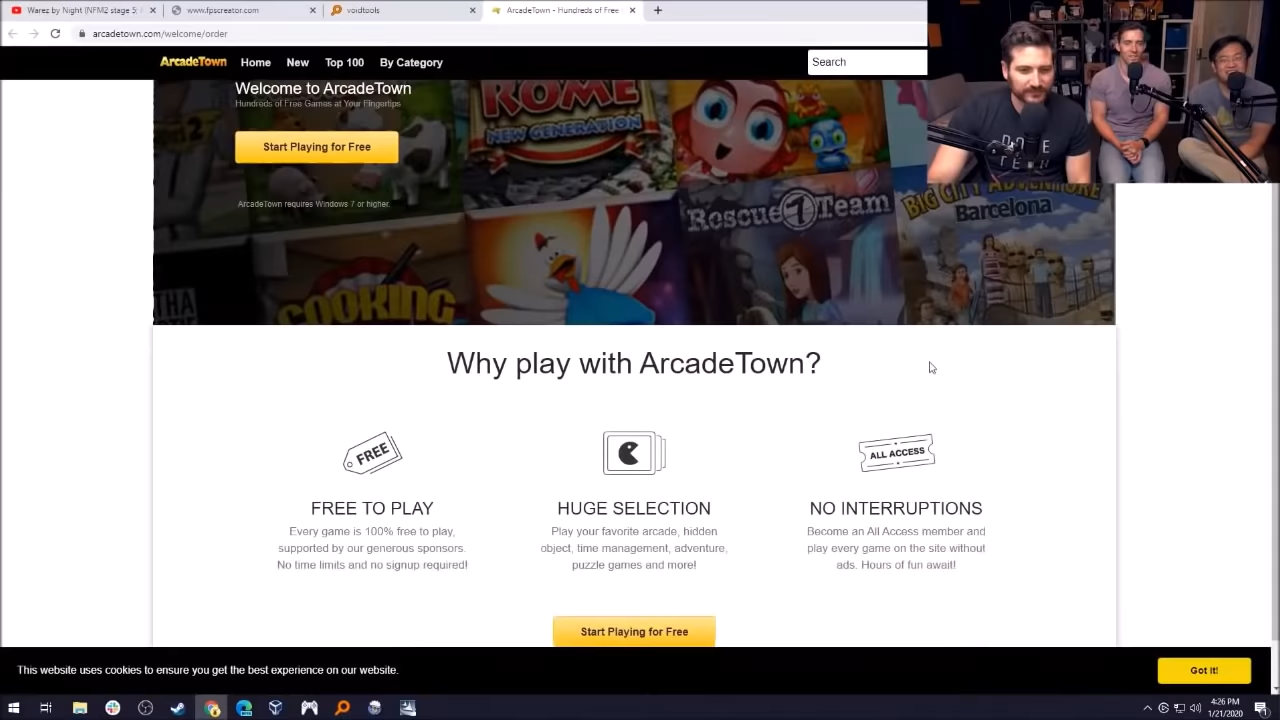 Warez by Night (NFM2 stage 5;
www.fpscreator.com
voidtools
ArcadeTown - Hundreds of Free
arcadetown.com/welcome/order
ArcadeTown
Home
New
Top 100
By Category
Search
Welcome to ArcadeTown
Hundreds of Free Games at Your Fingertips
Start Playing for Free
ArcadeTown requires Windows 7 or higher.
ROME
NEW GENERATION
Rescue Team
7
BIG CITY ADVENTURE
Barcelona
COOKING
Why play with ArcadeTown?
FREE
ALL ACCESS
FREE TO PLAY
Every game is 100% free to play,
supported by our generous sponsors.
No time limits and no signup required!
HUGE SELECTION
Play your favorite arcade, hidden
object, time management, adventure,
puzzle games and more!
NO INTERRUPTIONS
Become an All Access member and
play every game on the site without
ads. Hours of fun await!
Start Playing for Free
This website uses cookies to ensure you get the best experience on our website.
Got it!
4:26 PM
1/21/2020